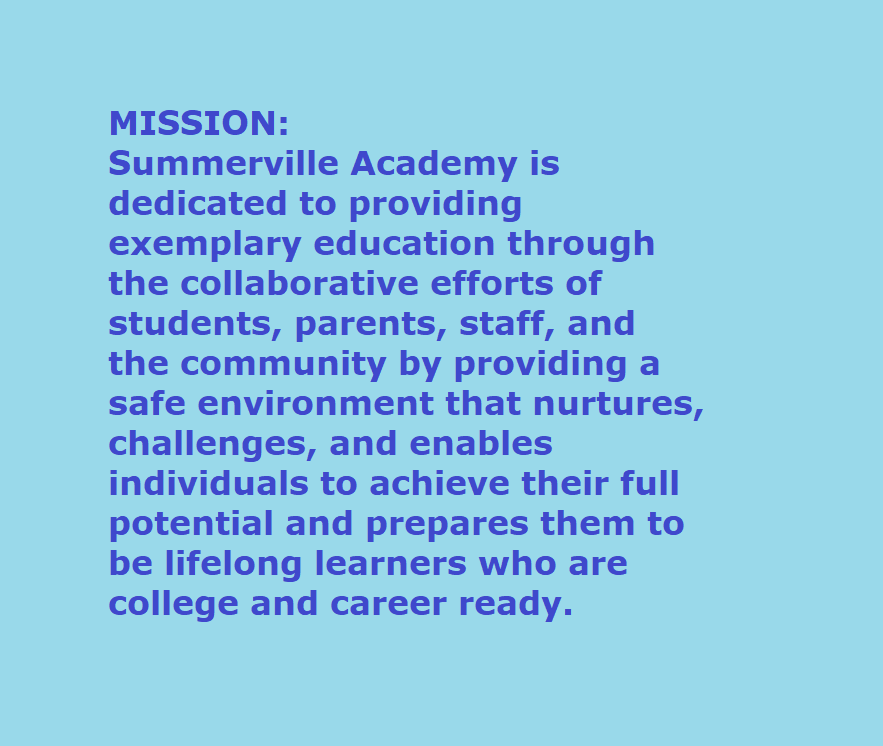 MISSION:
Summerville Academy is
dedicated to providing
exemplary education through
the collaborative efforts of
students, parents, staff, and
the community by providing a
safe environment that nurtures,
challenges, and enables
individuals to achieve their full
potential and prepares them to
be lifelong learners who are
college and career ready.